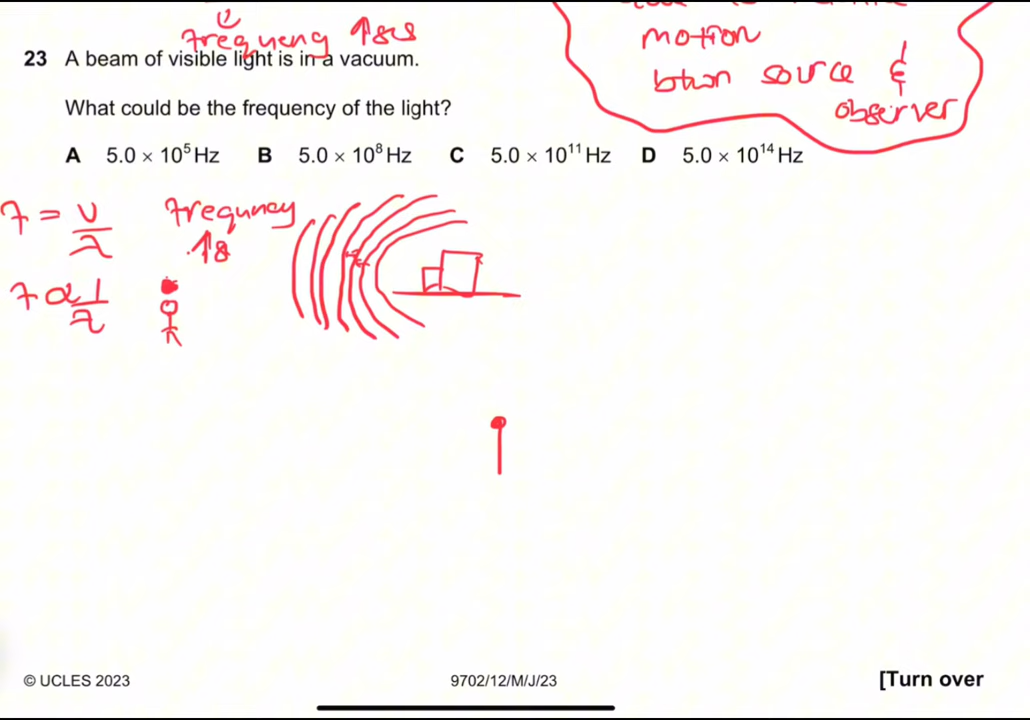 motion
frequeny ↑ses
btwn source &
observer
23 A beam of visible light is in a vacuum.
What could be the frequency of the light?
A 5.0 × 10⁵ Hz B 5.0 × 10⁸ Hz C 5.0 × 10¹¹ Hz D 5.0 × 10¹⁴ Hz
f = v/λ
frequncy
↑s
f α 1/λ
© UCLES 2023 9702/12/M/J/23 [Turn over